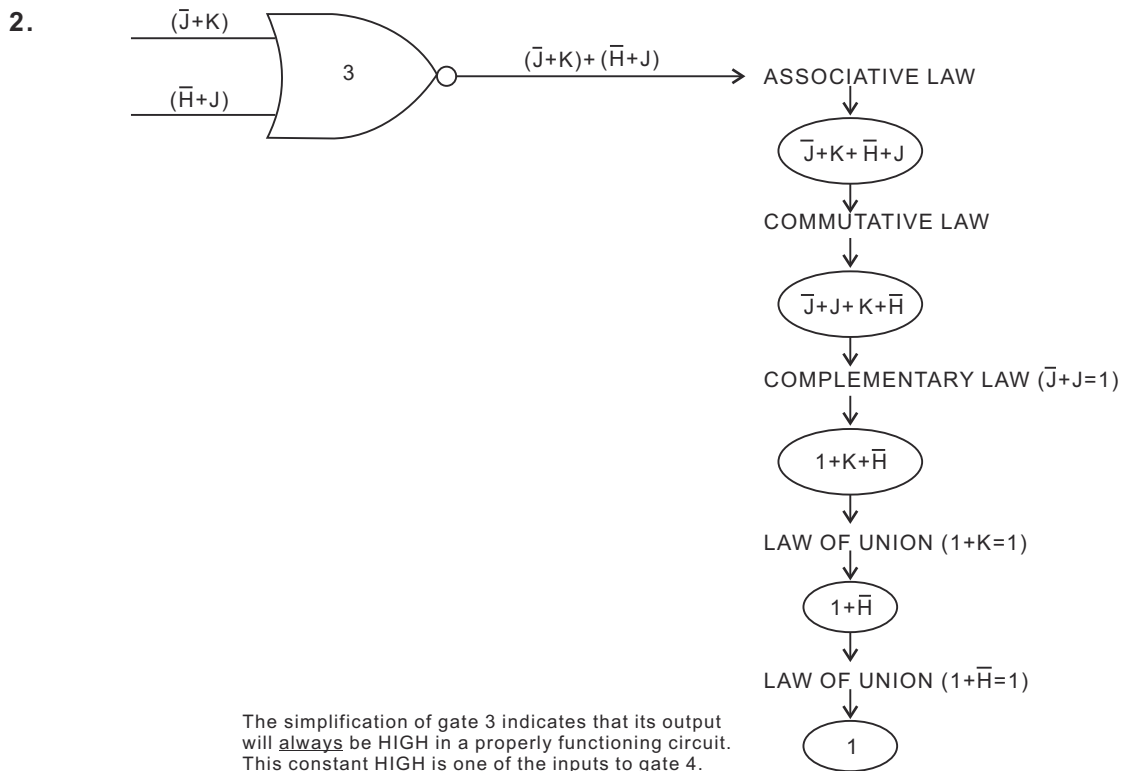 2.
(J̅+K)
(H̅+J)
3
(J̅+K)+ (H̅+J)
ASSOCIATIVE LAW
J̅+K+ H̅+J
COMMUTATIVE LAW
J̅+J+ K+H̅
COMPLEMENTARY LAW (J̅+J=1)
1+K+H̅
LAW OF UNION (1+K=1)
1+H̅
LAW OF UNION (1+H̅=1)
1
The simplification of gate 3 indicates that its output
will always be HIGH in a properly functioning circuit.
This constant HIGH is one of the inputs to gate 4.